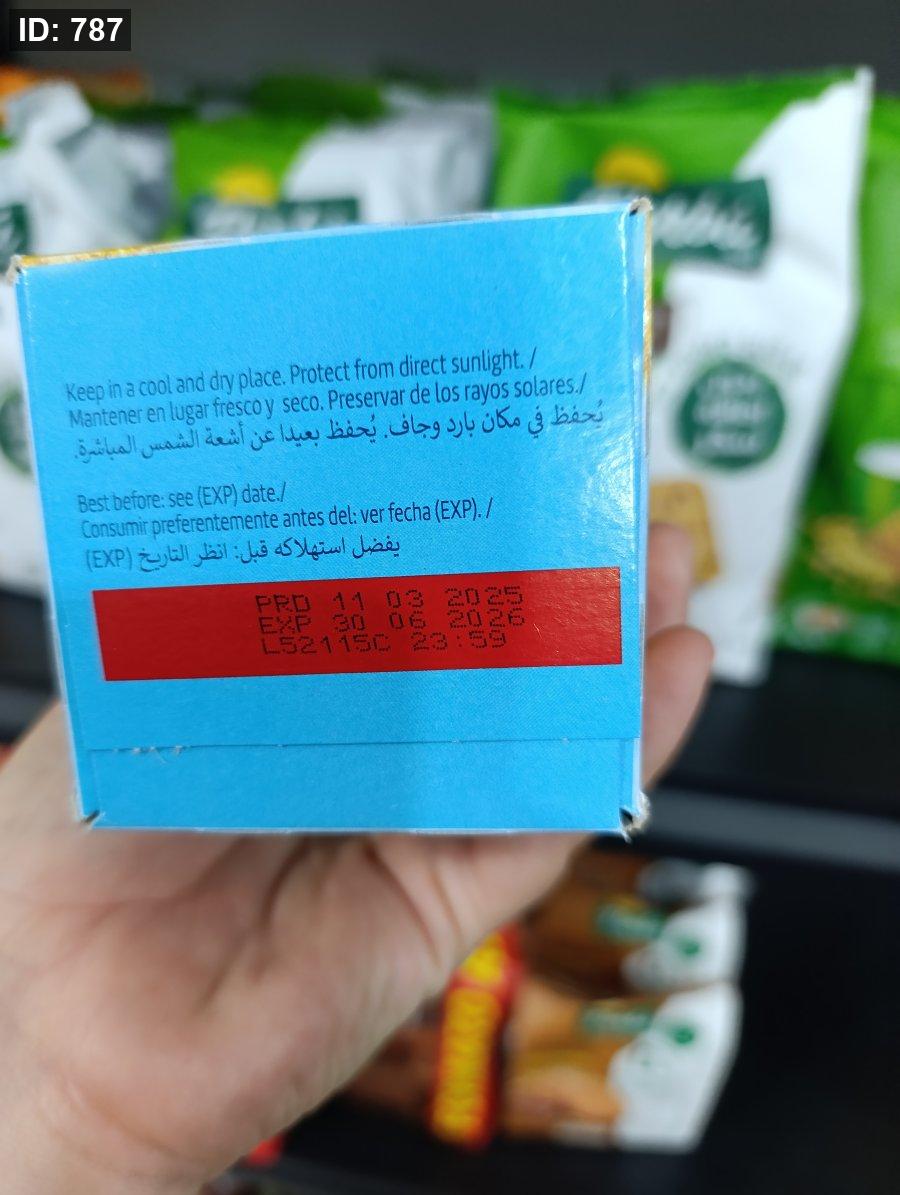 ID: 787
Keep in a cool and dry place. Protect from direct sunlight. /
Mantener en lugar fresco y seco. Preservar de los rayos solares./
يُحفظ في مكان بارد وجاف. يُحفظ بعيدا عن أشعة الشمس المباشرة.
Best before: see (EXP) date./
Consumir preferentemente antes del: ver fecha (EXP). /
يفضل استهلاكه قبل: انظر التاريخ (EXP)
PRD 11 03 2025
EXP 30 06 2026
L52115C 23:59